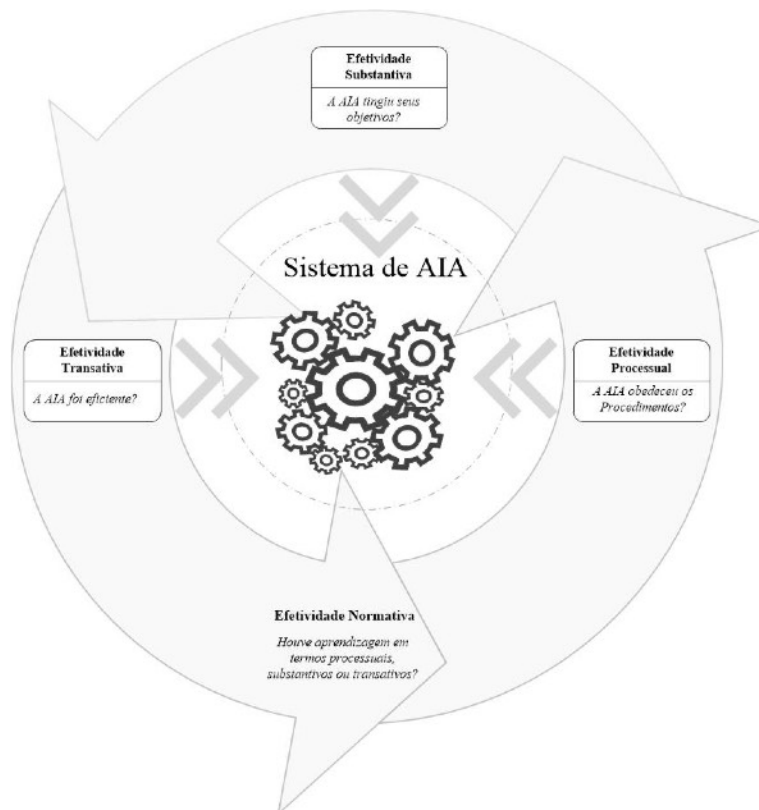 Efetividade
Substantiva
A AIA tingiu seus
objetivos?
Sistema de AIA
Efetividade
Transativa
A AIA foi eficiente?
Efetividade
Processual
A AIA obedeceu os
Procedimentos?
Efetividade Normativa
Houve aprendizagem em
termos processuais,
substantivos ou transativos?